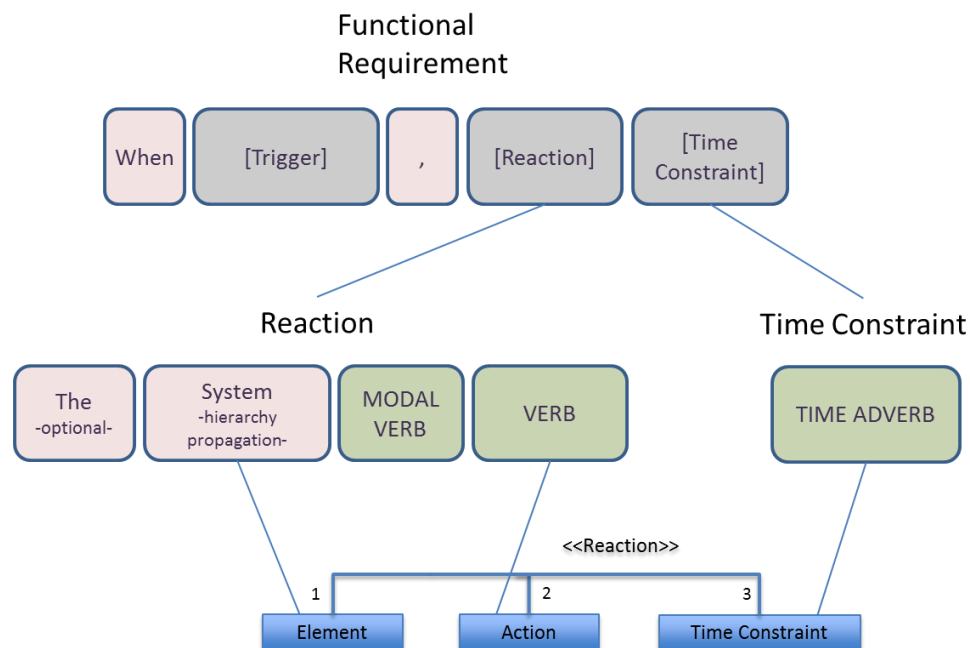 Functional
Requirement
When
[Trigger]
,
[Reaction]
[Time
Constraint]
Reaction
Time Constraint
The
-optional-
System
-hierarchy
propagation-
MODAL
VERB
VERB
TIME ADVERB
<<Reaction>>
1
2
3
Element
Action
Time Constraint